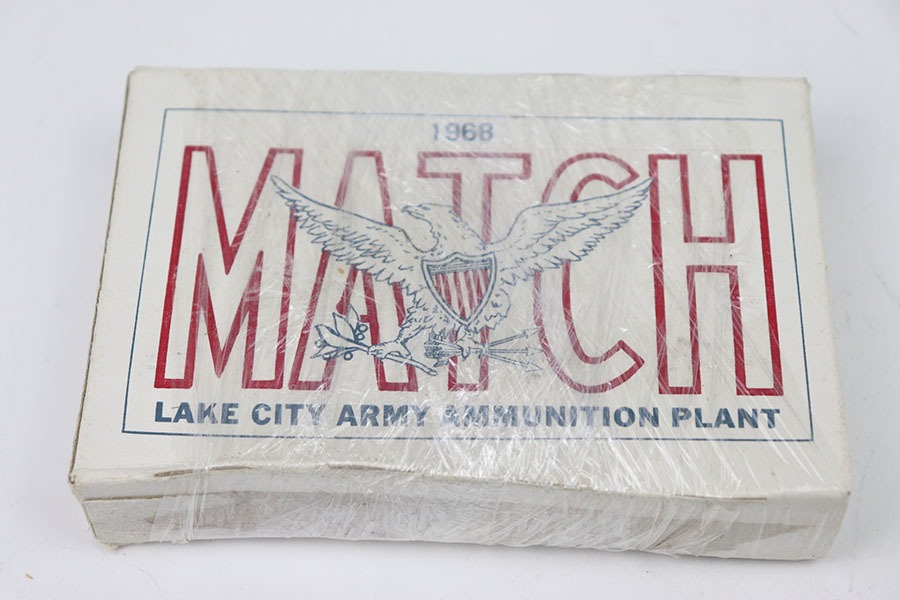 1968
MATCH
LAKE CITY ARMY AMMUNITION PLANT